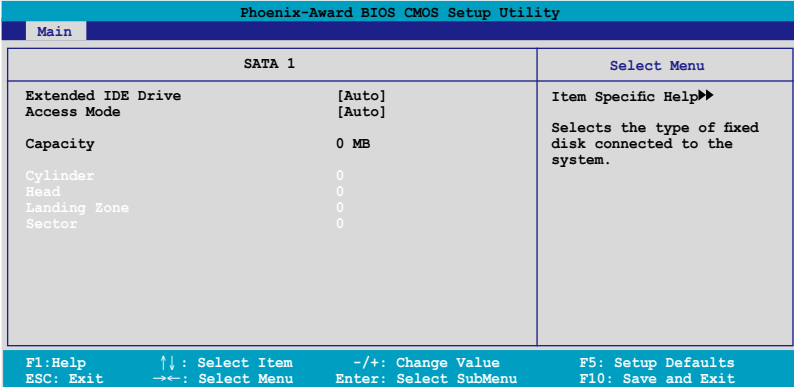 Phoenix-Award BIOS CMOS Setup Utility
Main
SATA 1
Select Menu
Extended IDE Drive [Auto]
Access Mode [Auto]
Capacity 0 MB
Cylinder 0
Head 0
Landing Zone 0
Sector 0
Item Specific Help▶▶
Selects the type of fixed
disk connected to the
system.
F1:Help ↑↓: Select Item -/+: Change Value F5: Setup Defaults
ESC: Exit →←: Select Menu Enter: Select SubMenu F10: Save and Exit